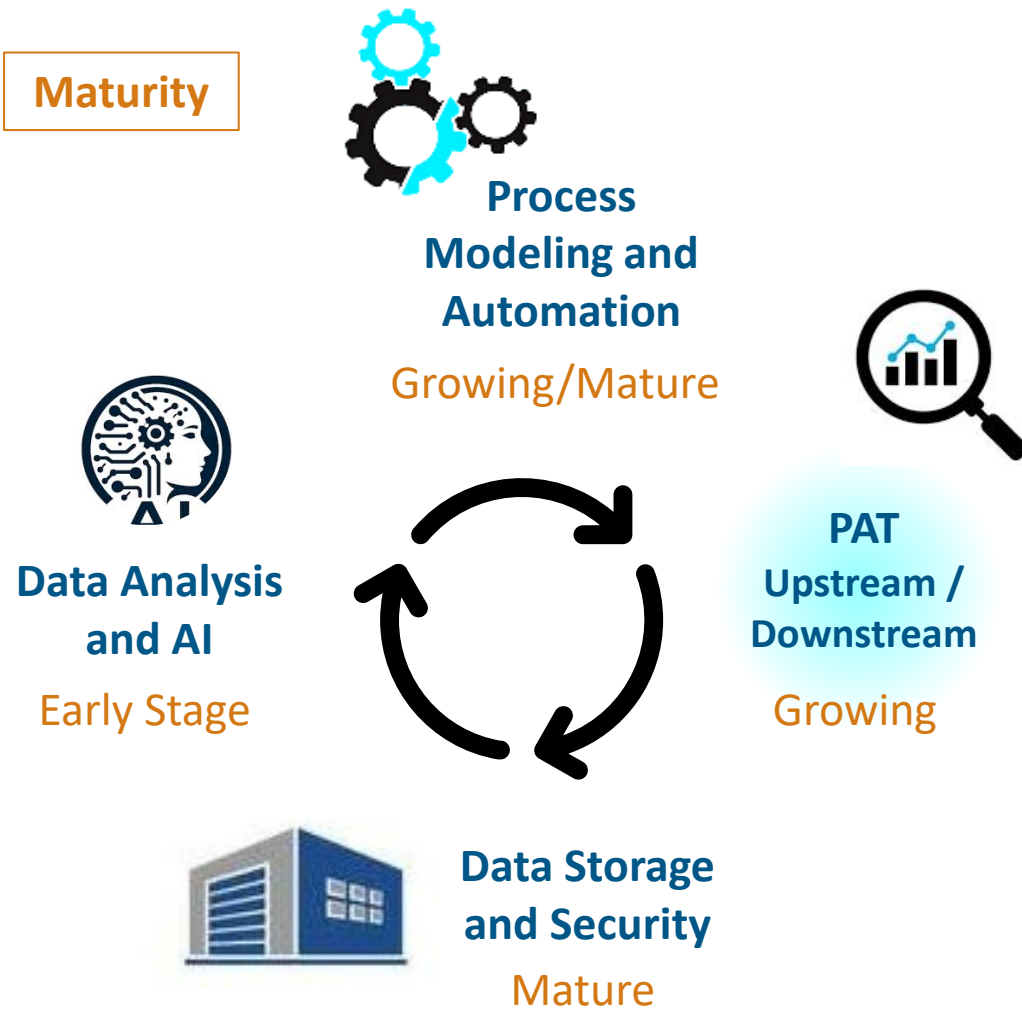 Maturity
Process
Modeling and
Automation
Growing/Mature
PAT
Upstream /
Downstream
Growing
Data Analysis
and AI
Early Stage
Data Storage
and Security
Mature